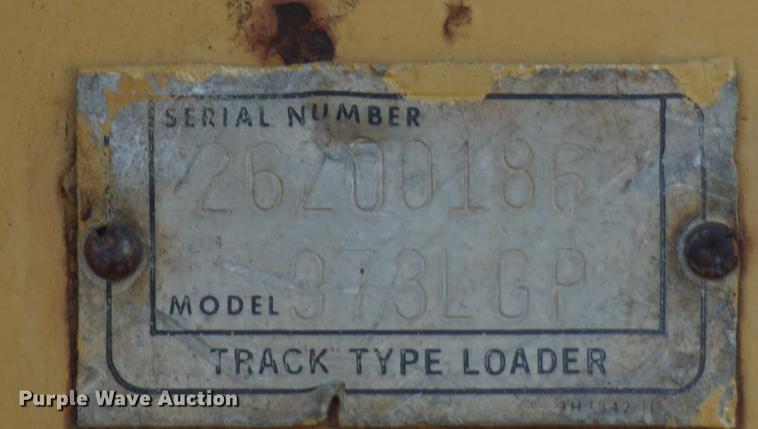 SERIAL NUMBER
26Z00186
MODEL 973LGP
TRACK TYPE LOADER
Purple Wave Auction